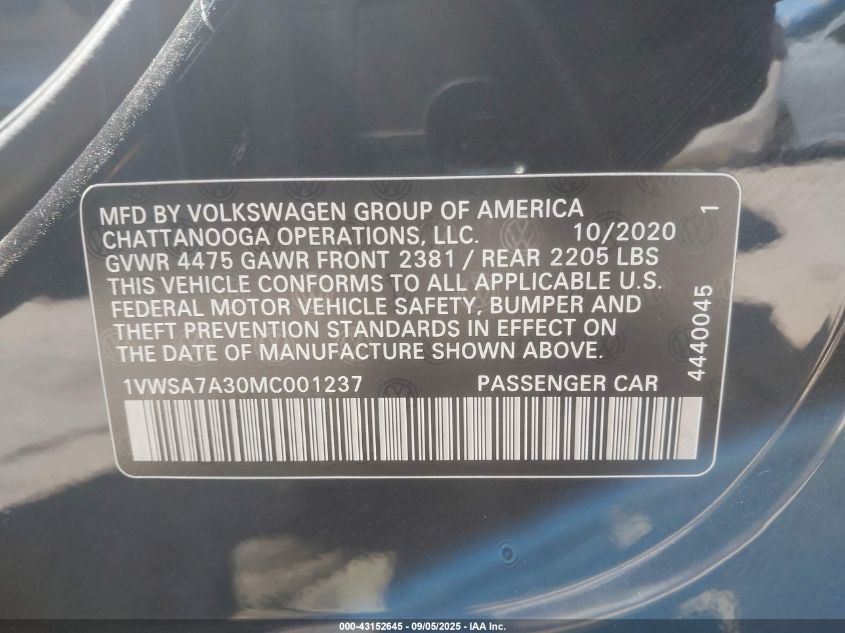 MFD BY VOLKSWAGEN GROUP OF AMERICA
CHATTANOOGA OPERATIONS, LLC. 10/2020
GVWR 4475 GAWR FRONT 2381 / REAR 2205 LBS
THIS VEHICLE CONFORMS TO ALL APPLICABLE U.S.
FEDERAL MOTOR VEHICLE SAFETY, BUMPER AND
THEFT PREVENTION STANDARDS IN EFFECT ON
THE DATE OF MANUFACTURE SHOWN ABOVE.
1VWSA7A30MC001237 PASSENGER CAR
4440045 1
000-43152645 - 09/05/2025 - IAA Inc.